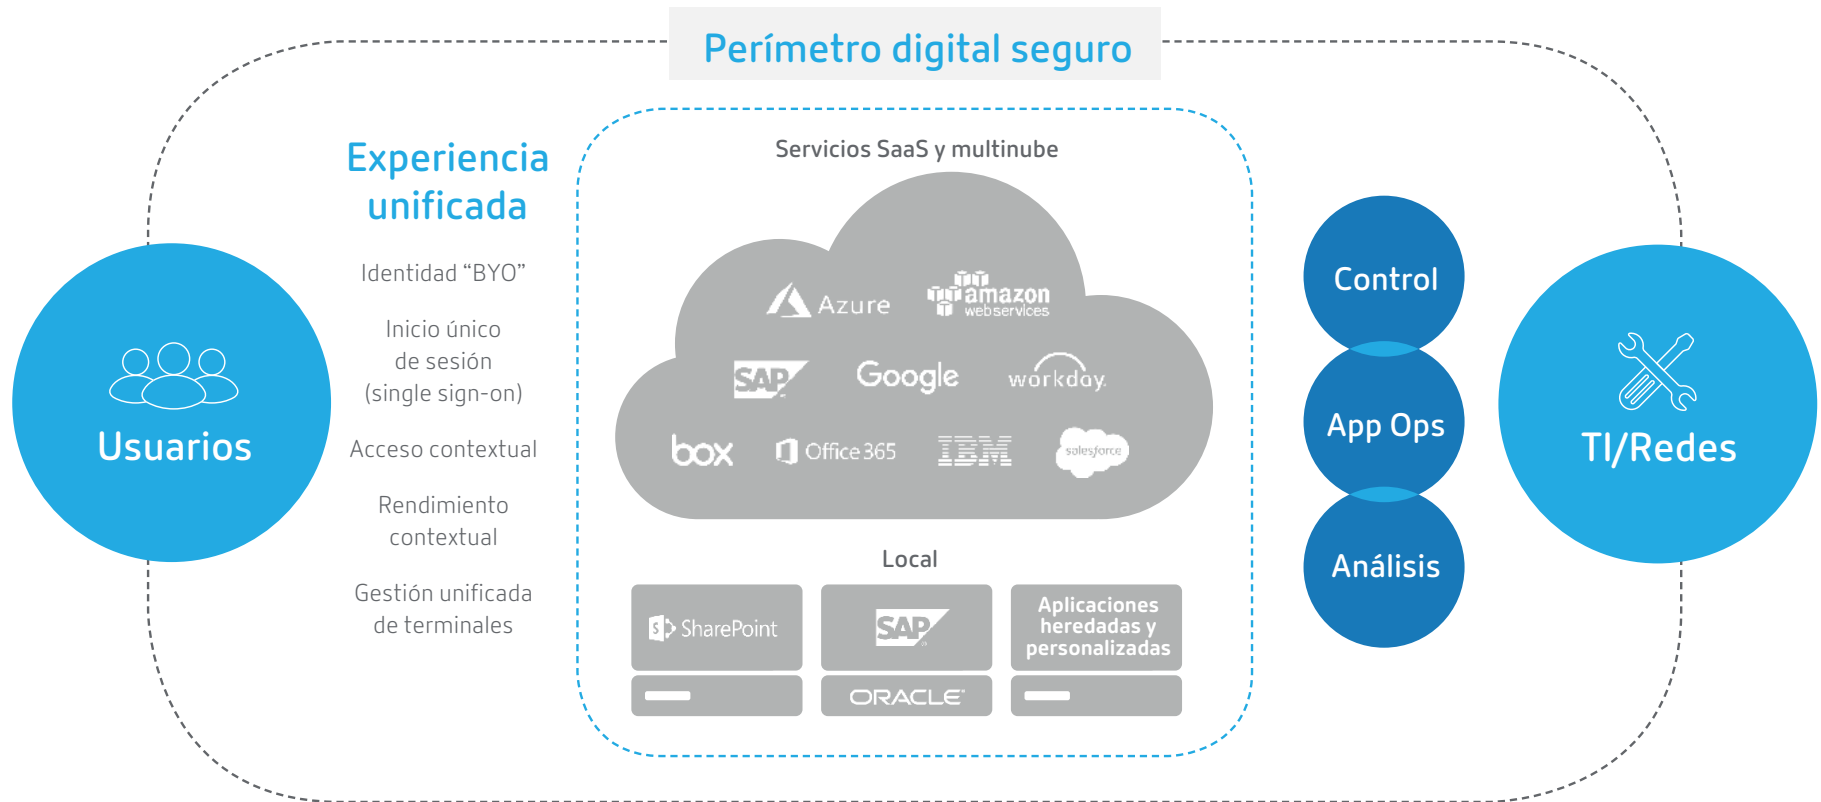 Perímetro digital seguro
Usuarios
Experiencia
unificada
Identidad “BYO”
Inicio único
de sesión
(single sign-on)
Acceso contextual
Rendimiento
contextual
Gestión unificada
de terminales
Servicios SaaS y multinube
Azure
amazon
webservices
SAP
Google
workday.
box
Office 365
IBM
salesforce
Local
SharePoint
SAP
Aplicaciones
heredadas y
personalizadas
ORACLE
Control
App Ops
Análisis
TI/Redes